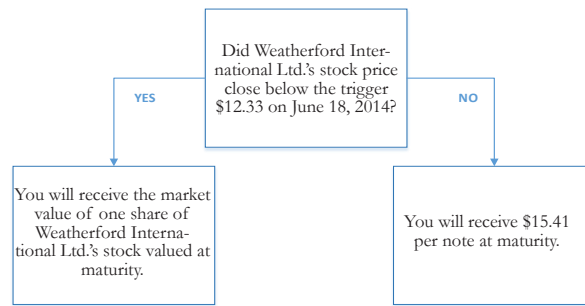 Did Weatherford Inter-
national Ltd.'s stock price
close below the trigger
$12.33 on June 18, 2014?
YES
NO
You will receive the market
value of one share of
Weatherford Interna-
tional Ltd.'s stock valued at
maturity.
You will receive $15.41
per note at maturity.